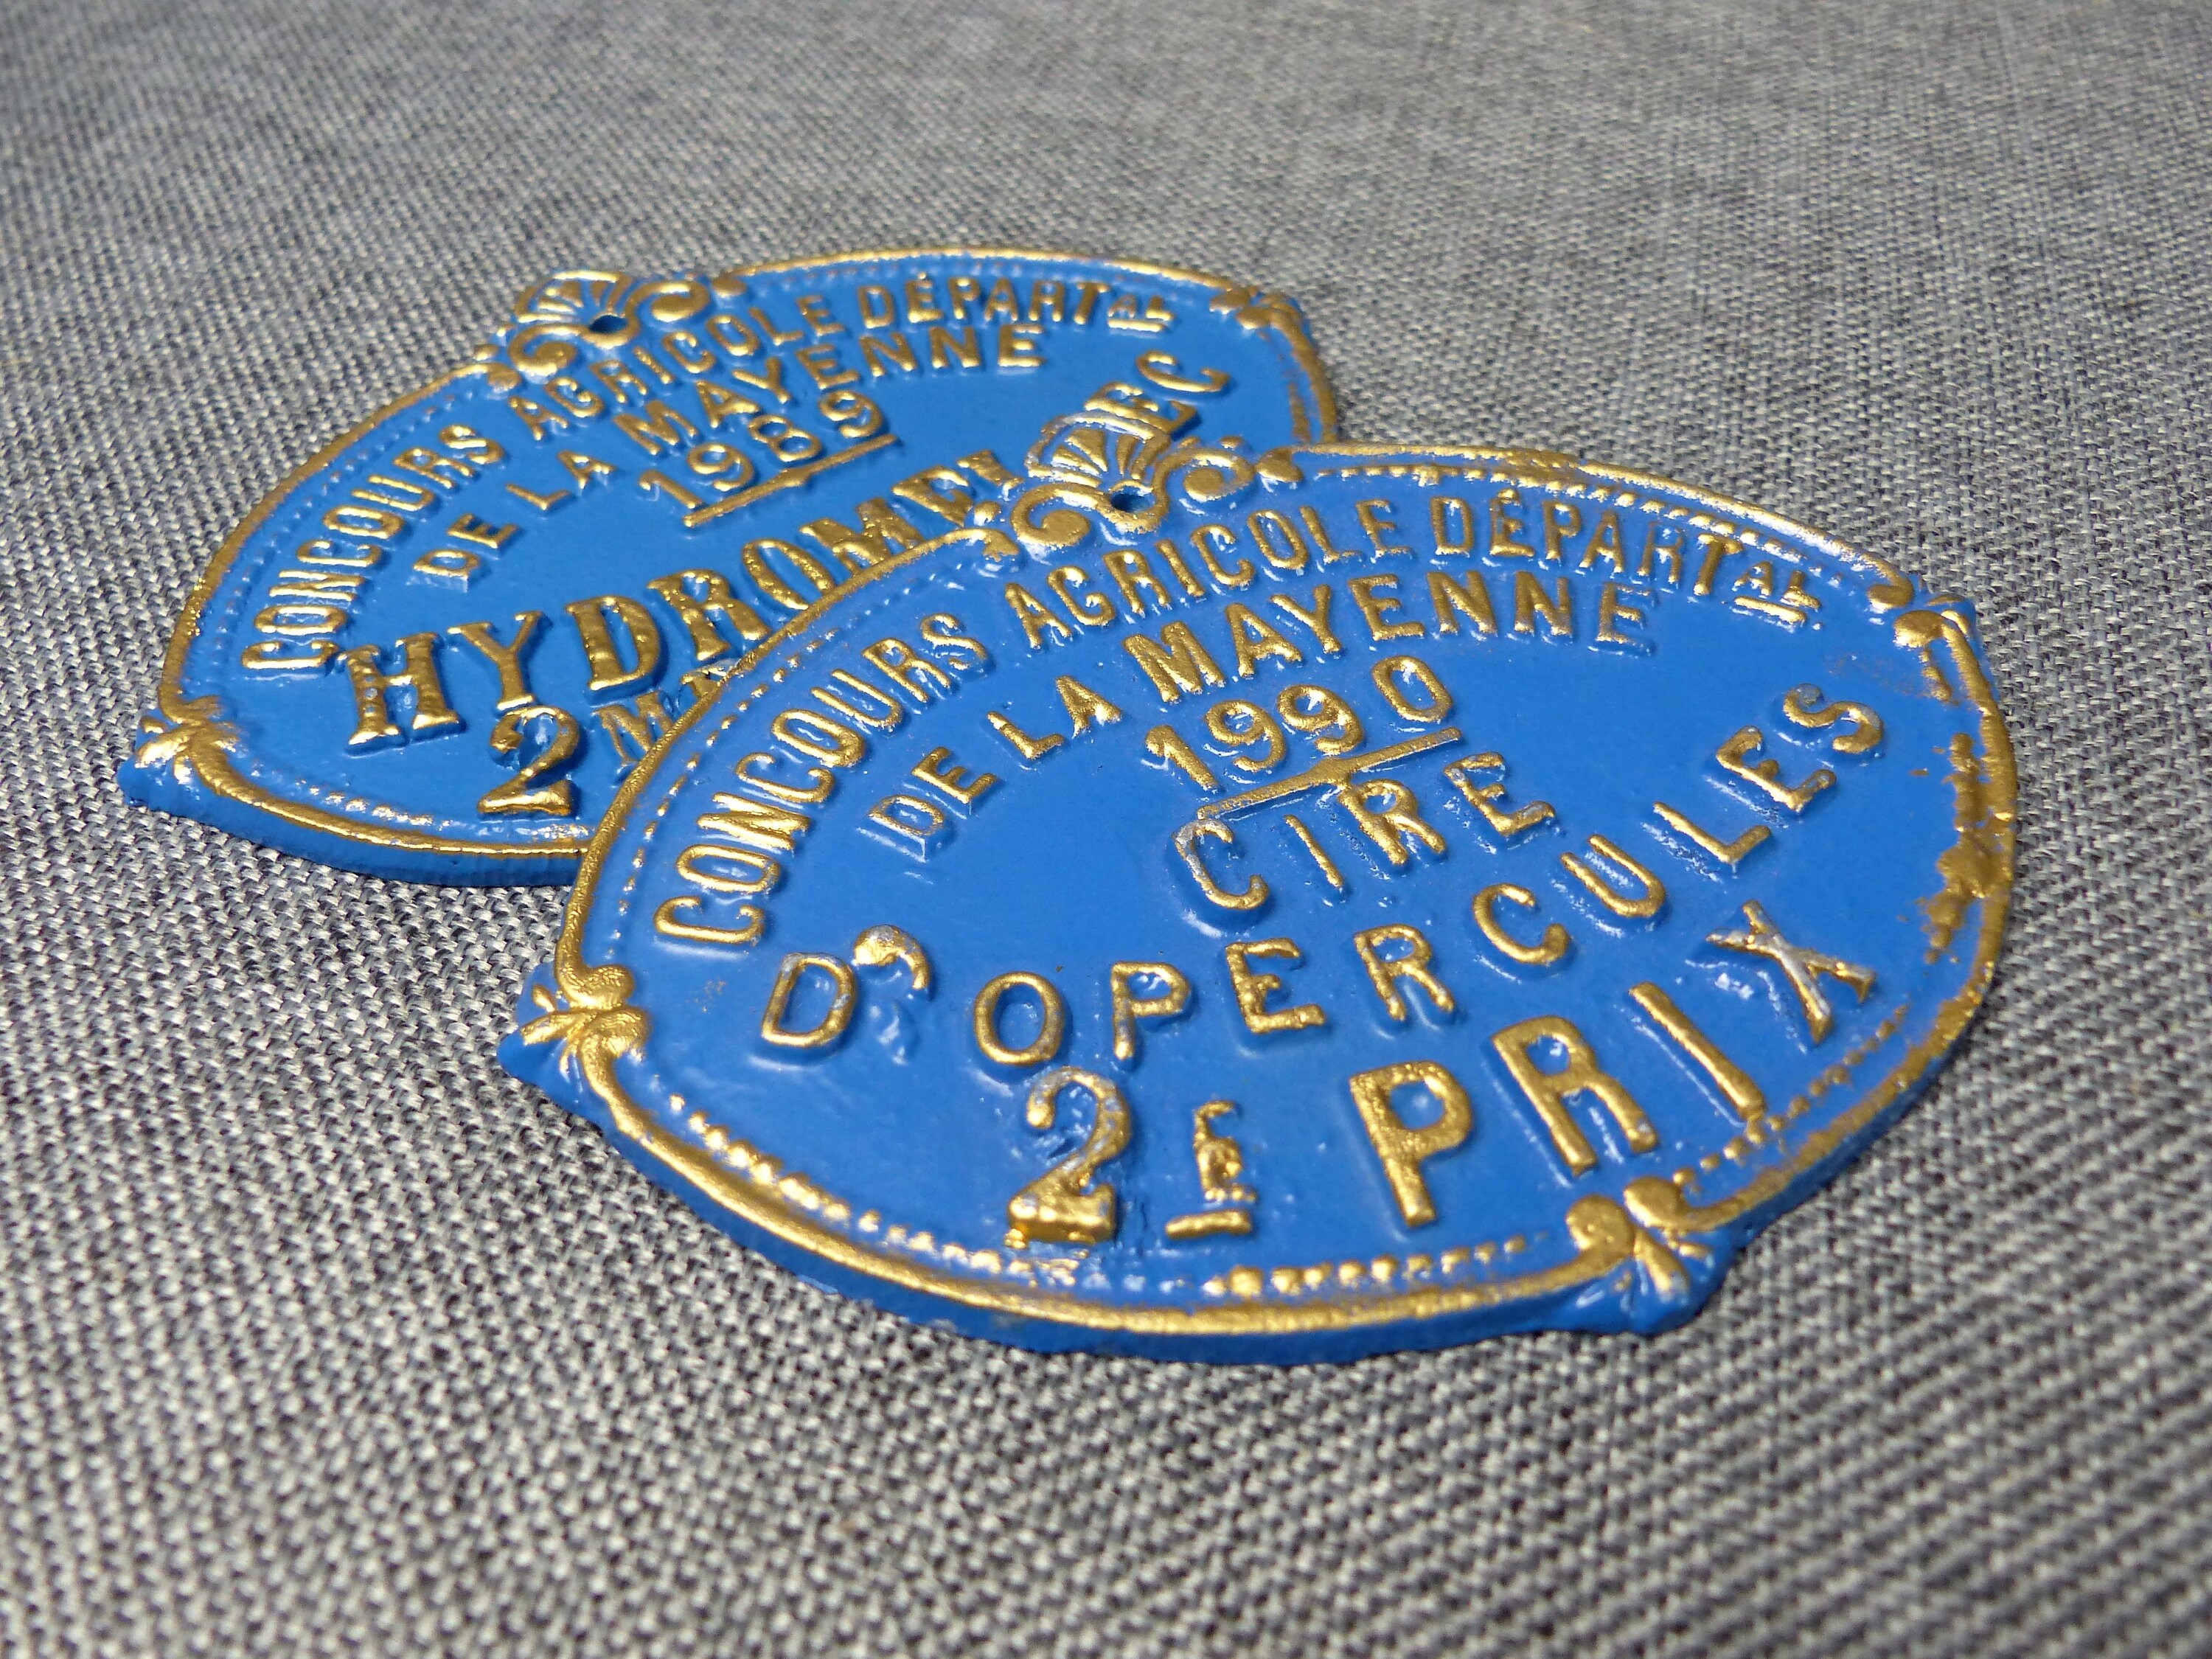 CONCOURS AGRICOLE DÉPARTAL
DE LA MAYENNE
1989
HYDROMEL SEC
2ME
CONCOURS AGRICOLE DÉPARTAL
DE LA MAYENNE
1990
CIRE
D'OPERCULES
2E PRIX